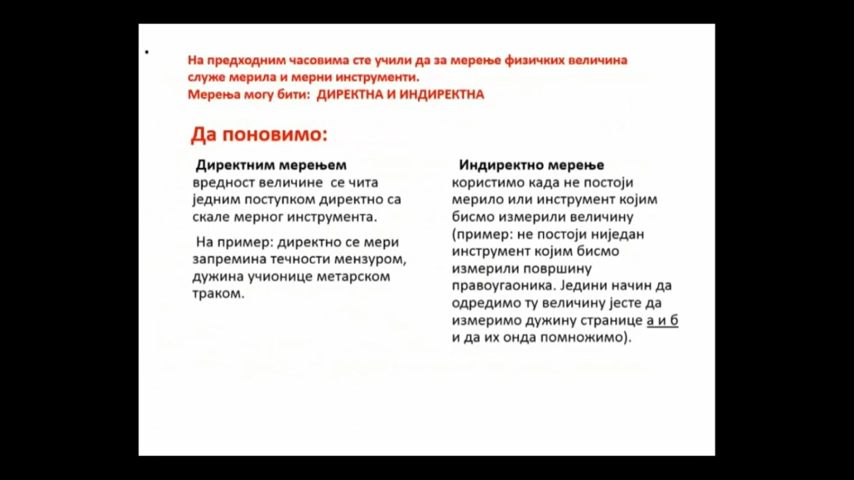 На предходним часовима сте учили да за мерење физичких величина
служе мерила и мерни инструменти.
Мерења могу бити: ДИРЕКТНА И ИНДИРЕКТНА
Да поновимо:
Директним мерењем
вредност величине се чита
једним поступком директно са
скале мерног инструмента.
На пример: директно се мери
запремина течности мензуром,
дужина учионице метарском
траком.
Индиректно мерење
користимо када не постоји
мерило или инструмент којим
бисмо измерили величину
(пример: не постоји ниједан
инструмент којим бисмо
измерили површину
правоугаоника. Једини начин да
одредимо ту величину јесте да
измеримо дужину странице а и б
и да их онда помножимо).